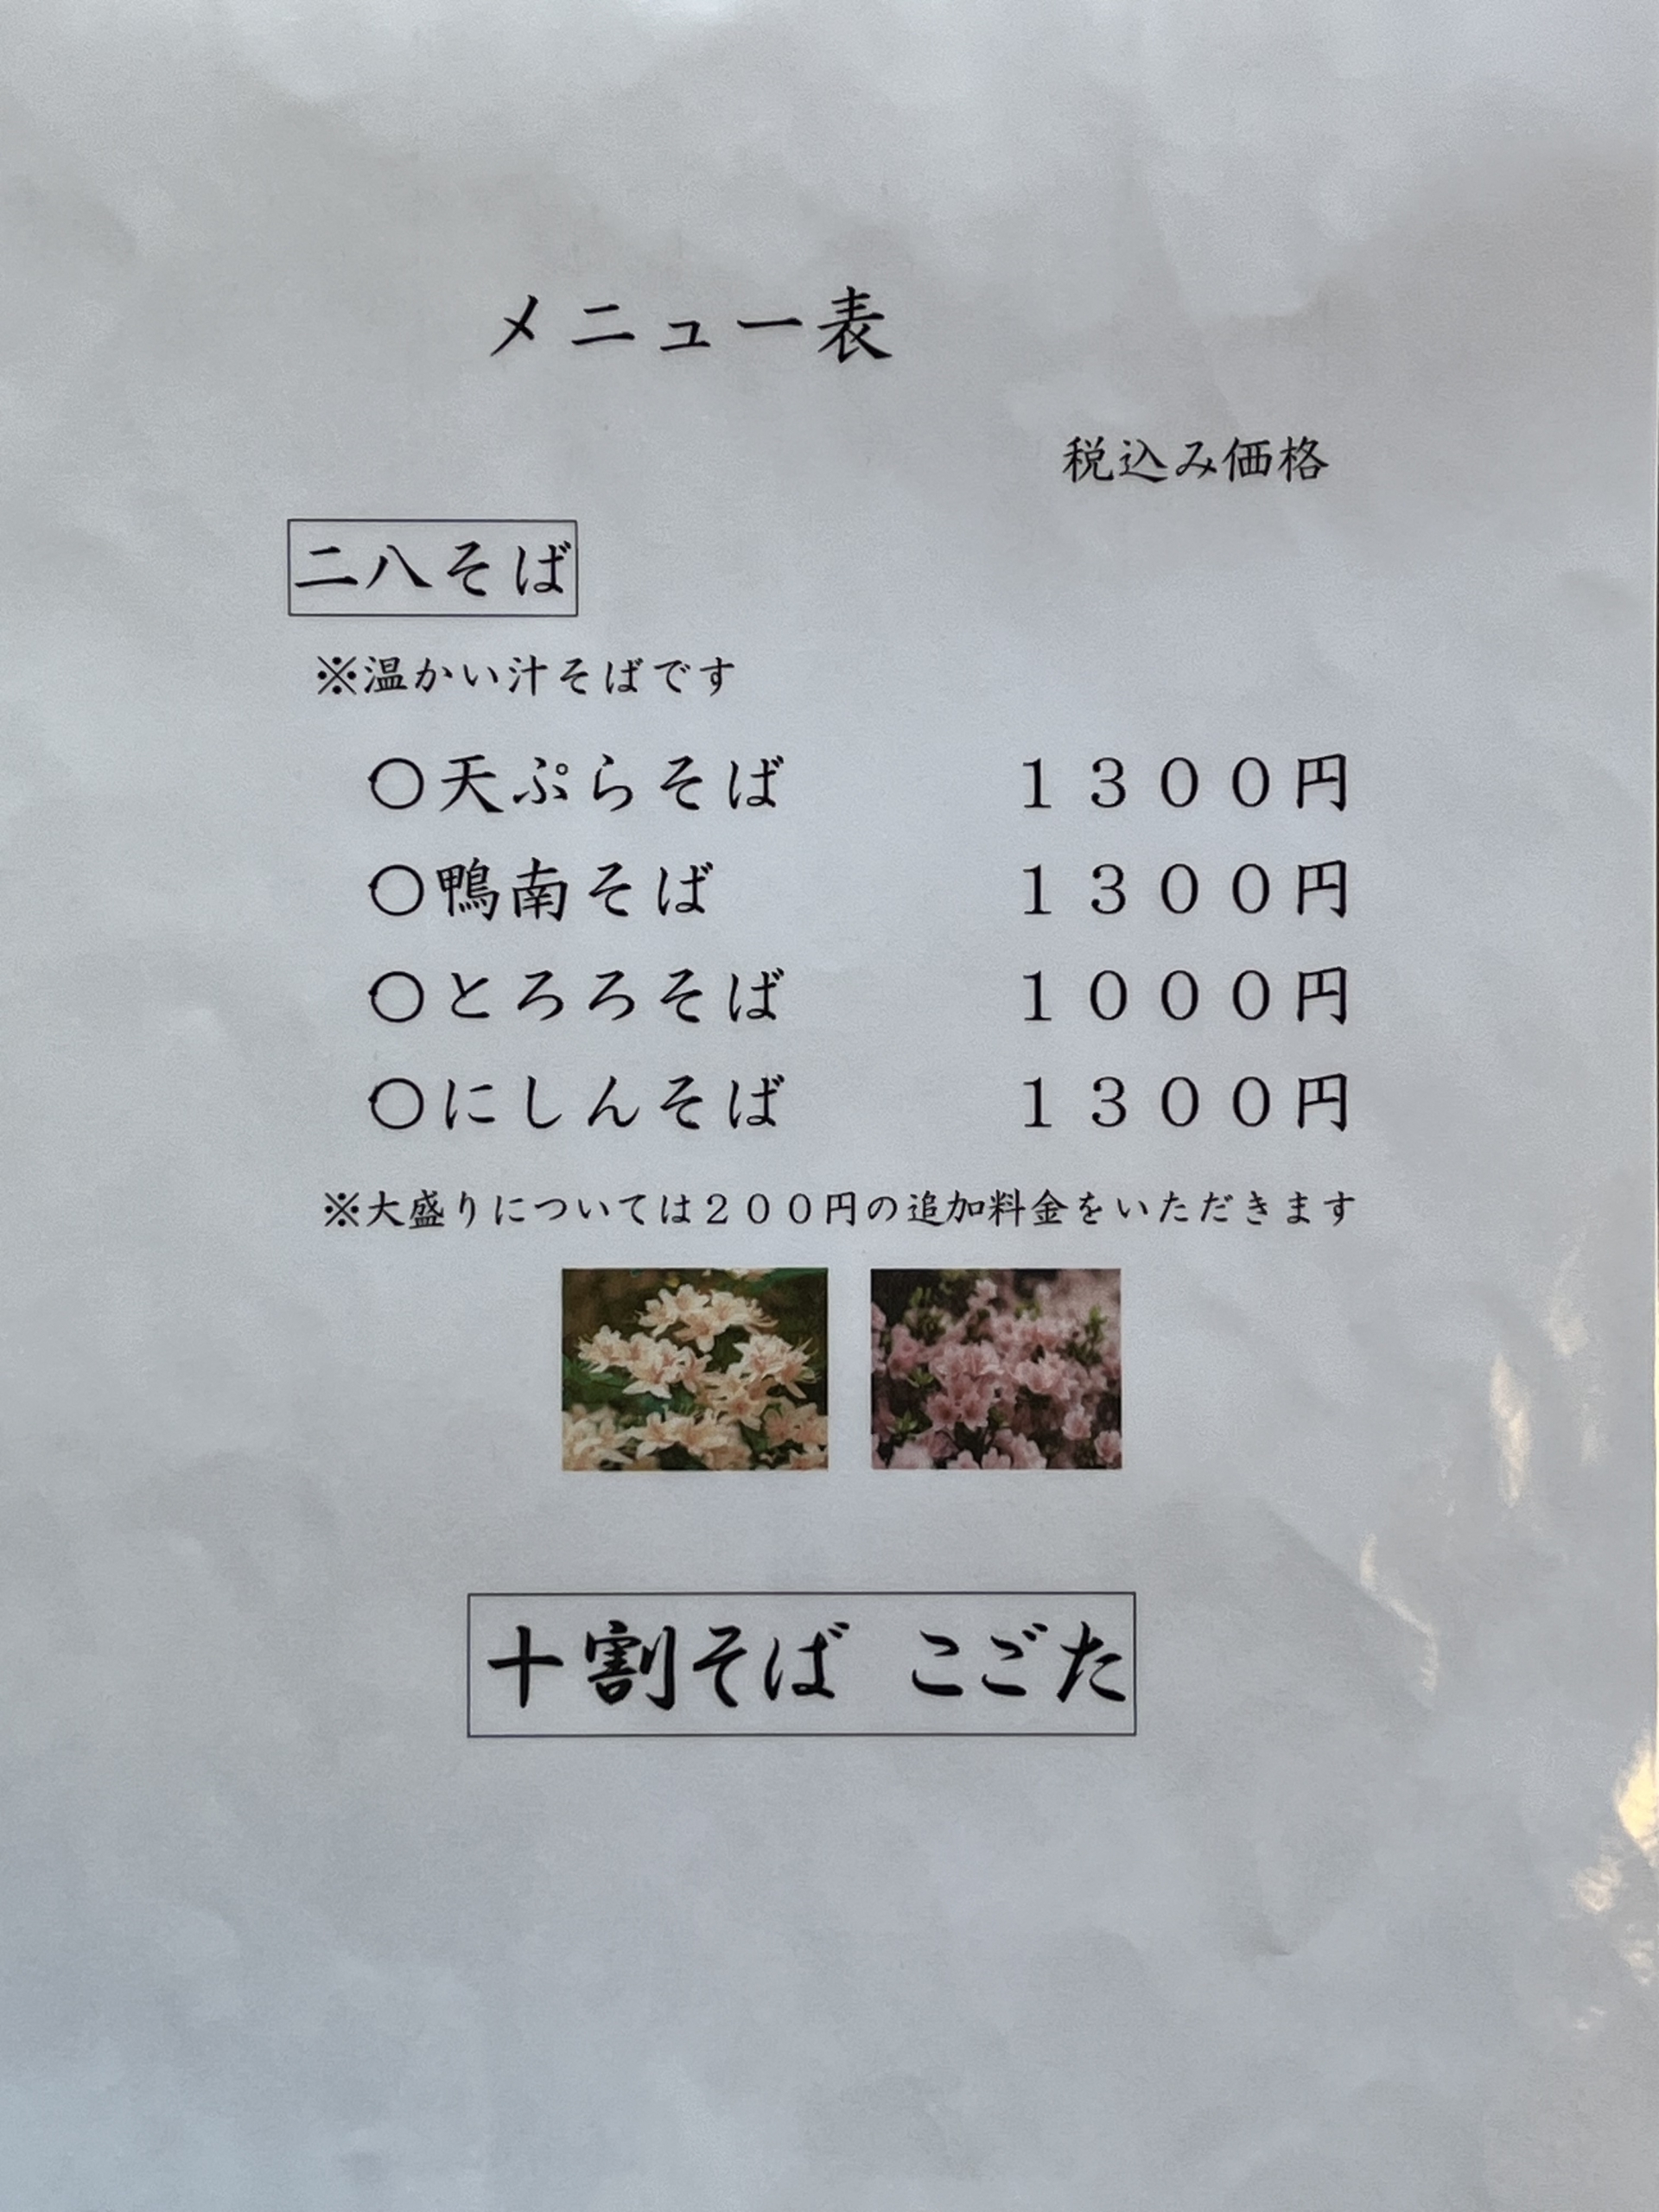 メニュー表
税込み価格
二八そば
※温かい汁そばです
〇天ぷらそば　１３００円
〇鴨南そば　１３００円
〇とろろそば　１０００円
〇にしんそば　１３００円
※大盛りについては２００円の追加料金をいただきます
十割そば　こごた